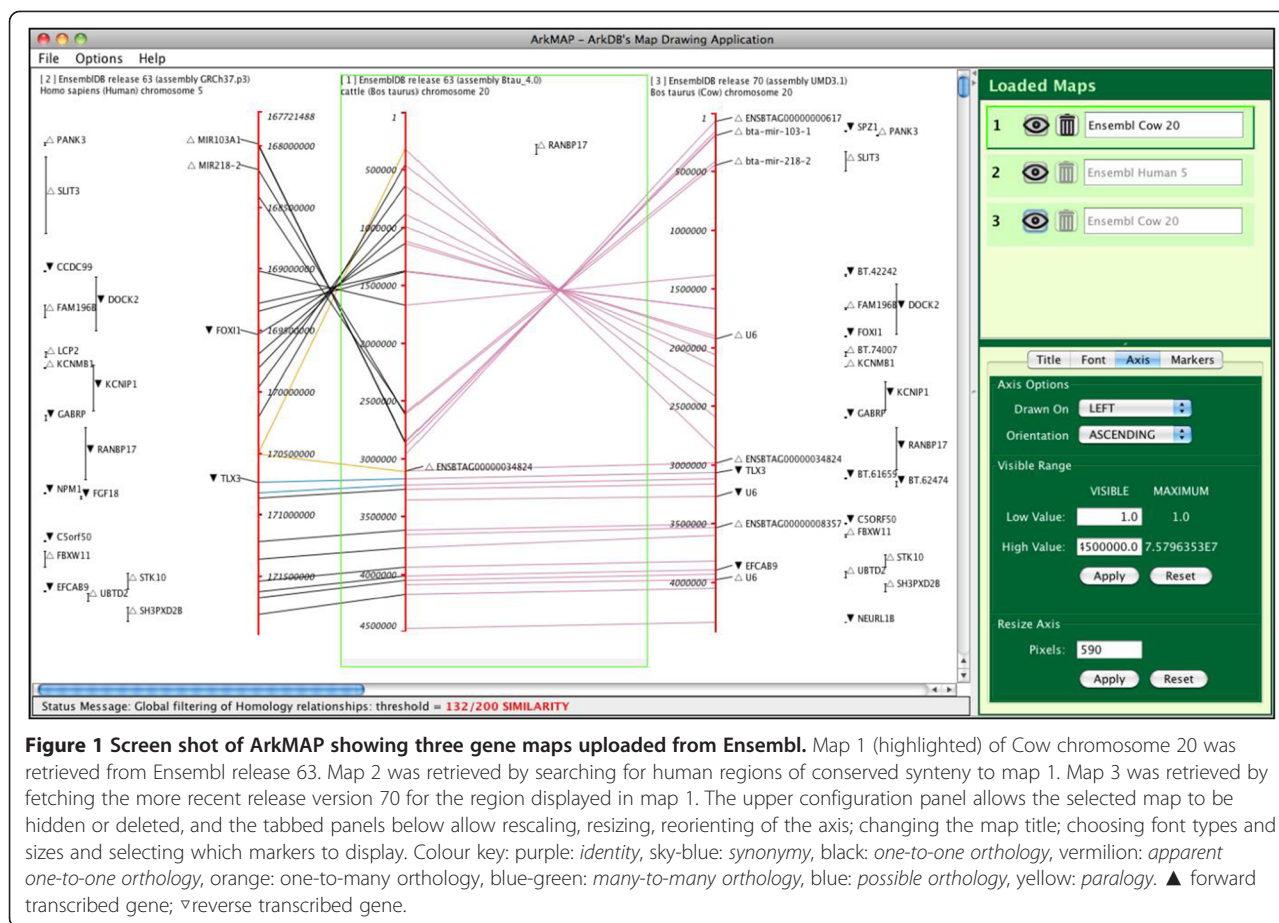 ArkMAP – ArkDB's Map Drawing Application
File Options Help
[ 2 ] EnsemblDB release 63 (assembly GRCh37.p3)
Homo sapiens (Human) chromosome 5
167721488
168000000
168500000
169000000
169500000
170000000
170500000
171000000
171500000
△ PANK3
△ SLIT3
▼ CCDC99
▼ DOCK2
△ FAM196B
△ LCP2
△ KCNMB1
▼ KCNIP1
▼ GABRP
▼ RANBP17
▼ NPM1
▼ FGF18
▼ C5orf50
△ FBXW11
△ STK10
▼ EFCAB9
△ UBTD2
△ SH3PXD2B
△ MIR103A1
△ MIR218-2
▼ FOXI1
▼ TLX3
[ 1 ] EnsemblDB release 63 (assembly Btau_4.0)
cattle (Bos taurus) chromosome 20
1
500000
1000000
1500000
2000000
2500000
3000000
3500000
4000000
4500000
△ RANBP17
△ ENSBTAG00000034824
[ 3 ] EnsemblDB release 70 (assembly UMD3.1)
Bos taurus (Cow) chromosome 20
1
500000
1000000
1500000
2000000
2500000
3000000
3500000
4000000
△ ENSBTAG00000000617
△ bta-mir-103-1
△ bta-mir-218-2
△ U6
△ ENSBTAG00000034824
▼ TLX3
▼ U6
△ ENSBTAG00000008357
▼ EFCAB9
△ U6
▼ SPZ1
△ PANK3
△ SLIT3
▼ BT.42242
△ FAM196B
▼ DOCK2
▼ FOXI1
△ BT.74007
△ KCNMB1
▼ KCNIP1
▼ GABRP
▼ RANBP17
▼ BT.61659
▼ BT.62474
▼ C5ORF50
△ FBXW11
△ STK10
△ UBTD2
△ SH3PXD2B
▼ NEURL1B
Status Message: Global filtering of Homology relationships: threshold = 132/200 SIMILARITY
Loaded Maps
1 Ensembl Cow 20
2 Ensembl Human 5
3 Ensembl Cow 20
Title Font Axis Markers
Axis Options
Drawn On LEFT
Orientation ASCENDING
Visible Range
VISIBLE MAXIMUM
Low Value: 1.0 1.0
High Value: 4500000.0 7.5796353E7
Apply Reset
Resize Axis
Pixels: 590
Apply Reset
Figure 1 Screen shot of ArkMAP showing three gene maps uploaded from Ensembl. Map 1 (highlighted) of Cow chromosome 20 was
retrieved from Ensembl release 63. Map 2 was retrieved by searching for human regions of conserved synteny to map 1. Map 3 was retrieved by
fetching the more recent release version 70 for the region displayed in map 1. The upper configuration panel allows the selected map to be
hidden or deleted, and the tabbed panels below allow rescaling, resizing, reorienting of the axis; changing the map title; choosing font types and
sizes and selecting which markers to display. Colour key: purple: identity, sky-blue: synonymy, black: one-to-one orthology, vermilion: apparent
one-to-one orthology, orange: one-to-many orthology, blue-green: many-to-many orthology, blue: possible orthology, yellow: paralogy. ▲ forward
transcribed gene; ▿reverse transcribed gene.